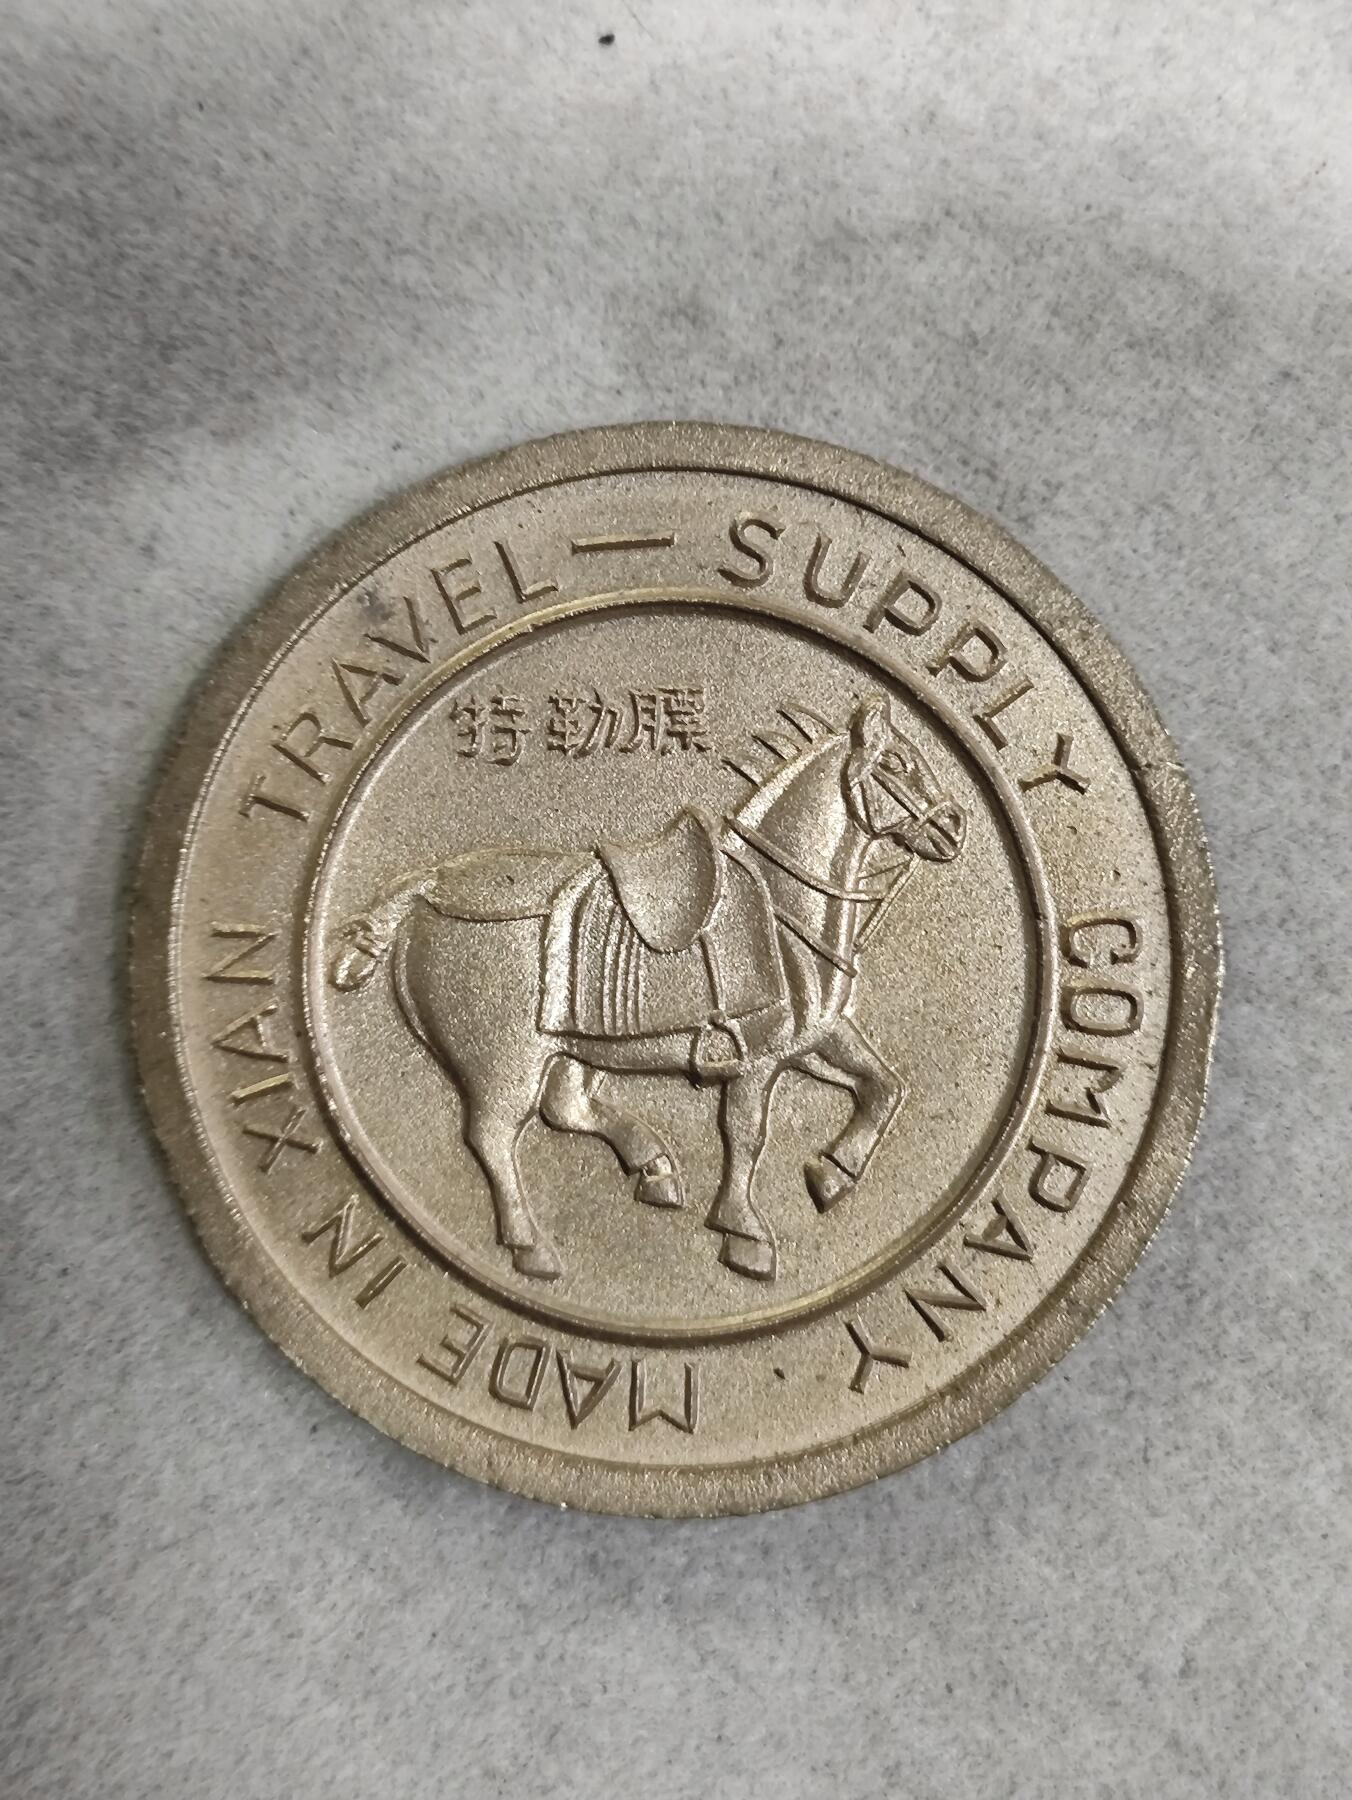 MADE IN XIAN TRAVEL — SUPPLY COMPANY ·
特勒驃